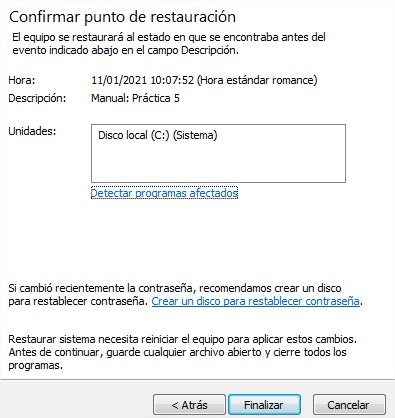 Confirmar punto de restauración
El equipo se restaurará al estado en que se encontraba antes del
evento indicado abajo en el campo Descripción.
Hora: 11/01/2021 10:07:52 (Hora estándar romance)
Descripción: Manual: Práctica 5
Unidades: Disco local (C:) (Sistema)
Detectar programas afectados
Si cambió recientemente la contraseña, recomendamos crear un disco
para restablecer contraseña. Crear un disco para restablecer contraseña.
Restaurar sistema necesita reiniciar el equipo para aplicar estos cambios.
Antes de continuar, guarde cualquier archivo abierto y cierre todos los
programas.
< Atrás Finalizar Cancelar